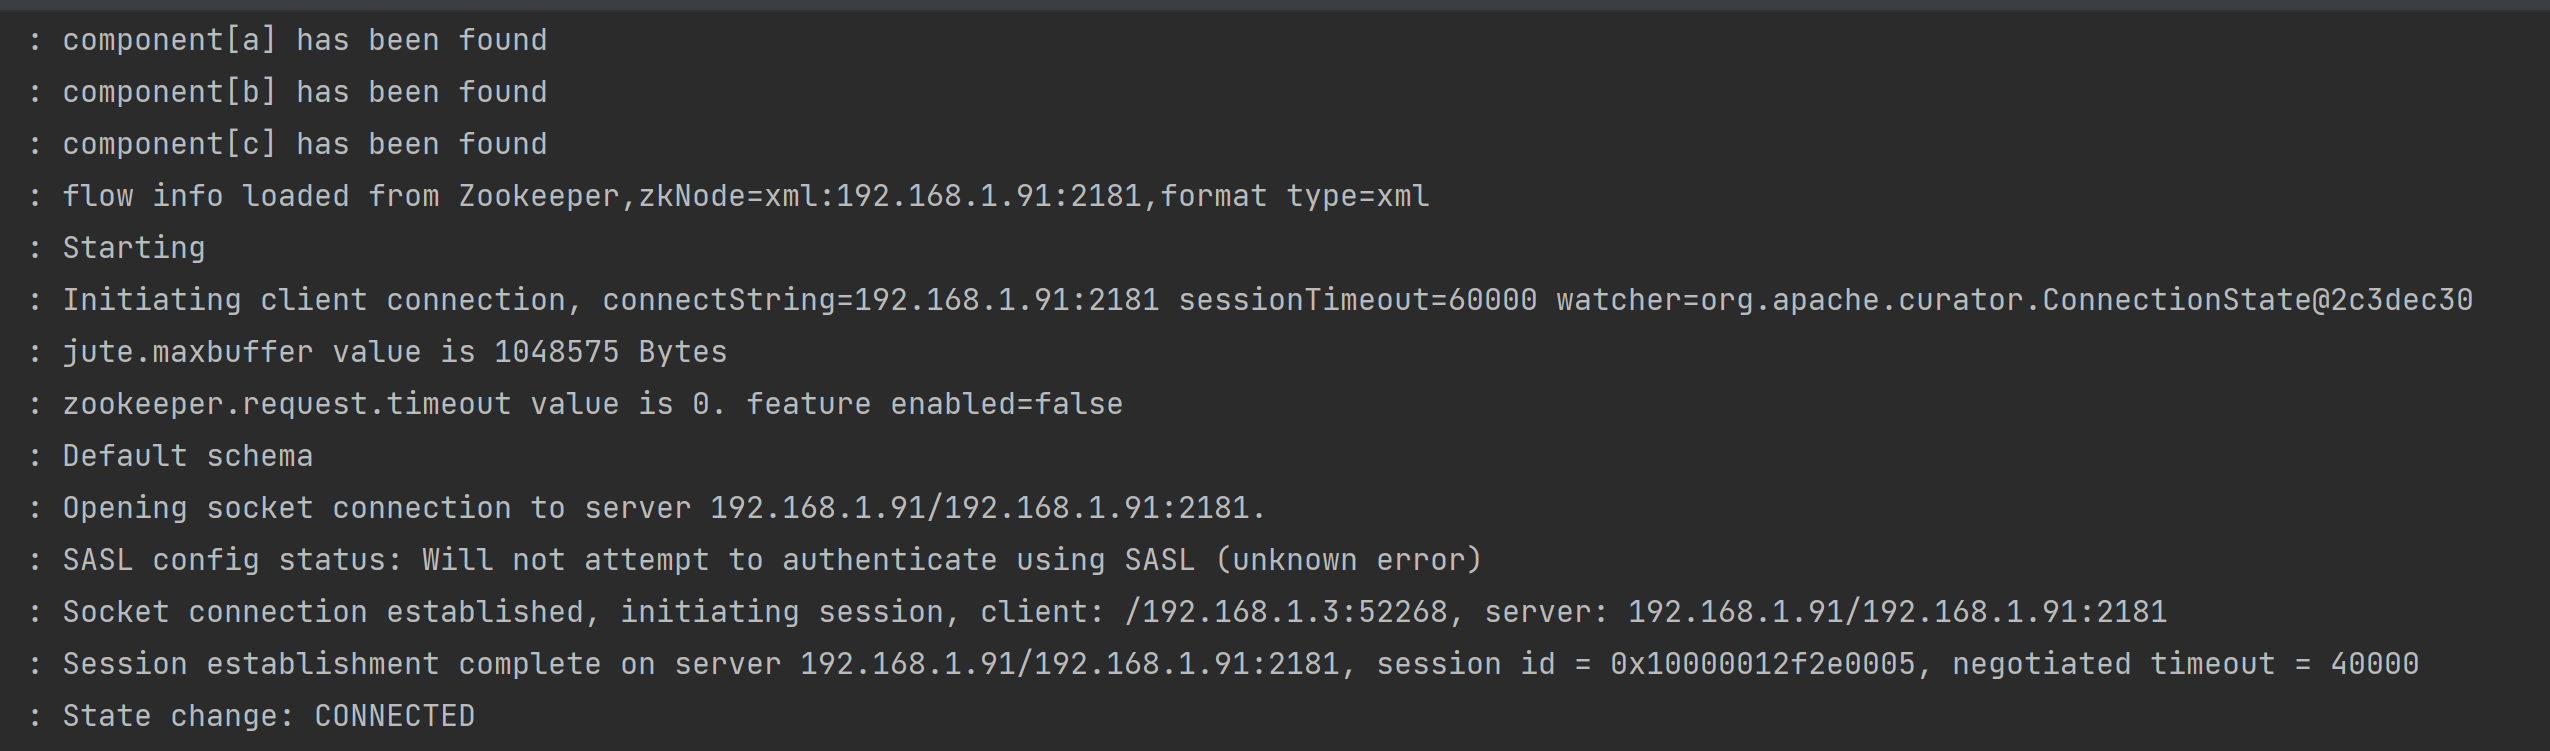 : component[a] has been found
: component[b] has been found
: component[c] has been found
: flow info loaded from Zookeeper,zkNode=xml:192.168.1.91:2181,format type=xml
: Starting
: Initiating client connection, connectString=192.168.1.91:2181 sessionTimeout=60000 watcher=org.apache.curator.ConnectionState@2c3dec30
: jute.maxbuffer value is 1048575 Bytes
: zookeeper.request.timeout value is 0. feature enabled=false
: Default schema
: Opening socket connection to server 192.168.1.91/192.168.1.91:2181.
: SASL config status: Will not attempt to authenticate using SASL (unknown error)
: Socket connection established, initiating session, client: /192.168.1.3:52268, server: 192.168.1.91/192.168.1.91:2181
: Session establishment complete on server 192.168.1.91/192.168.1.91:2181, session id = 0x10000012f2e0005, negotiated timeout = 40000
: State change: CONNECTED